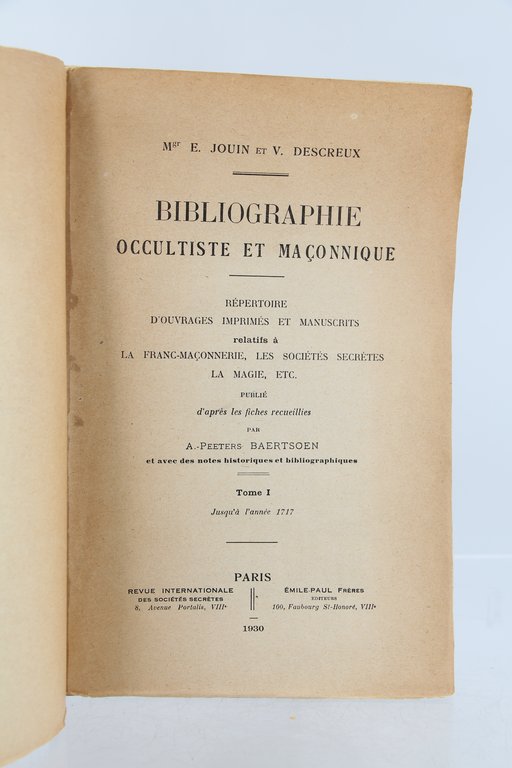 Mgr E. JOUIN ET V. DESCREUX
BIBLIOGRAPHIE
OCCULTISTE ET MAÇONNIQUE
RÉPERTOIRE
D'OUVRAGES IMPRIMÉS ET MANUSCRITS
relatifs à
LA FRANC-MAÇONNERIE, LES SOCIÉTÉS SECRÈTES
LA MAGIE, ETC.
PUBLIÉ
d'après les fiches recueillies
PAR
A.-PEETERS BAERTSOEN
et avec des notes historiques et bibliographiques
Tome I
Jusqu'à l'année 1717
PARIS
REVUE INTERNATIONALE
DES SOCIÉTÉS SECRÈTES
8, Avenue Portalis, VIIIe
ÉMILE-PAUL FRÈRES
ÉDITEURS
100, Faubourg St-Honoré, VIIIe
1930